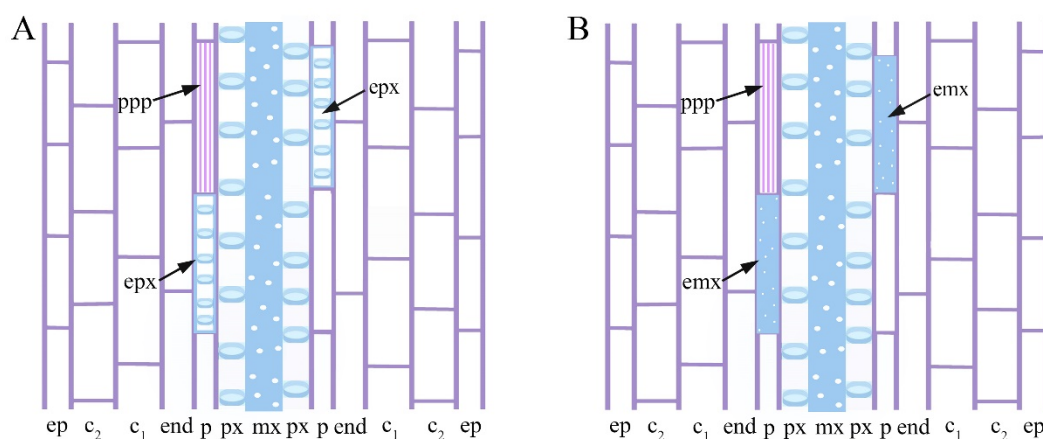 A
ppp
epx
epx
ep c₂ c₁ end p px mx px p end c₁ c₂ ep
B
ppp
emx
emx
ep c₂ c₁ end p px mx px p end c₁ c₂ ep